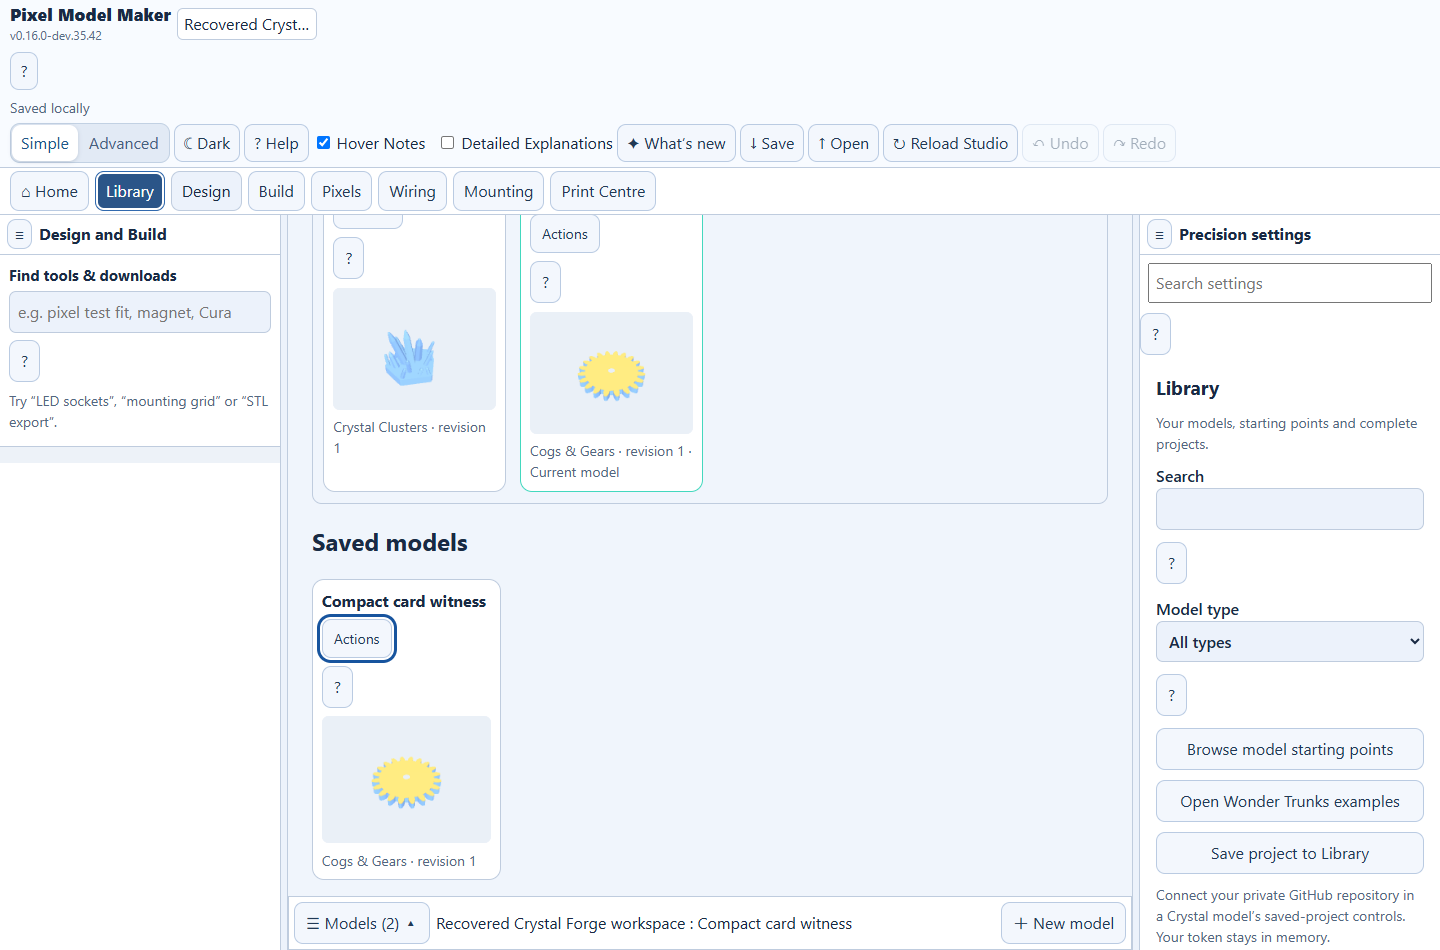 Pixel Model Maker
v0.16.0-dev.35.42
Recovered Cryst...
?
Saved locally
Simple
Advanced
☾ Dark
? Help
Hover Notes
Detailed Explanations
✦ What's new
↓ Save
↑ Open
↻ Reload Studio
↶ Undo
↷ Redo
⌂ Home
Library
Design
Build
Pixels
Wiring
Mounting
Print Centre
☰ Design and Build
Find tools & downloads
e.g. pixel test fit, magnet, Cura
?
Try “LED sockets”, “mounting grid” or “STL
export”.
?
Crystal Clusters · revision
1
Actions
?
Cogs & Gears · revision 1 ·
Current model
Saved models
Compact card witness
Actions
?
Cogs & Gears · revision 1
☰ Models (2) ▲
Recovered Crystal Forge workspace : Compact card witness
＋ New model
☰ Precision settings
Search settings
?
Library
Your models, starting points and complete
projects.
Search
?
Model type
All types
?
Browse model starting points
Open Wonder Trunks examples
Save project to Library
Connect your private GitHub repository in
a Crystal model’s saved-project controls.
Your token stays in memory.